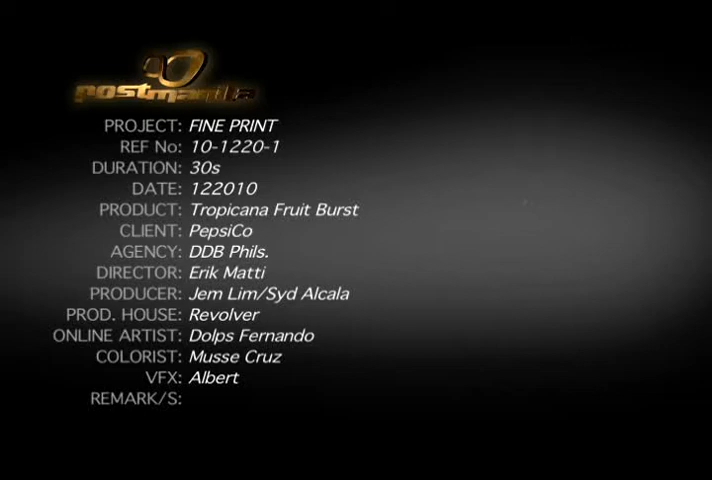 postmanila
PROJECT: FINE PRINT
REF No: 10-1220-1
DURATION: 30s
DATE: 122010
PRODUCT: Tropicana Fruit Burst
CLIENT: PepsiCo
AGENCY: DDB Phils.
DIRECTOR: Erik Matti
PRODUCER: Jem Lim/Syd Alcala
PROD. HOUSE: Revolver
ONLINE ARTIST: Dolps Fernando
COLORIST: Musse Cruz
VFX: Albert
REMARK/S: